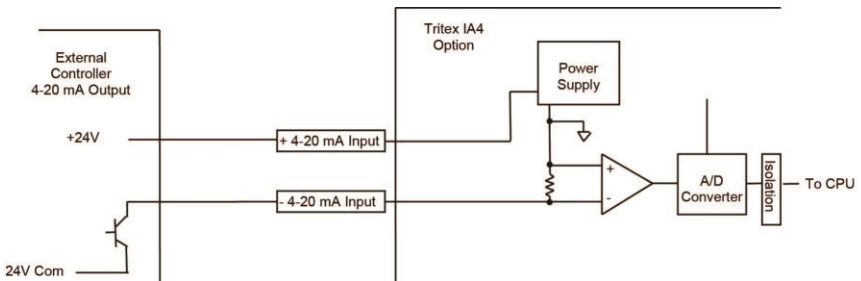 Tritex IA4
Option
External
Controller
4-20 mA Output
Power
Supply
+24V
+ 4-20 mA Input
+
-
A/D
Converter
Isolation
To CPU
- 4-20 mA Input
24V Com